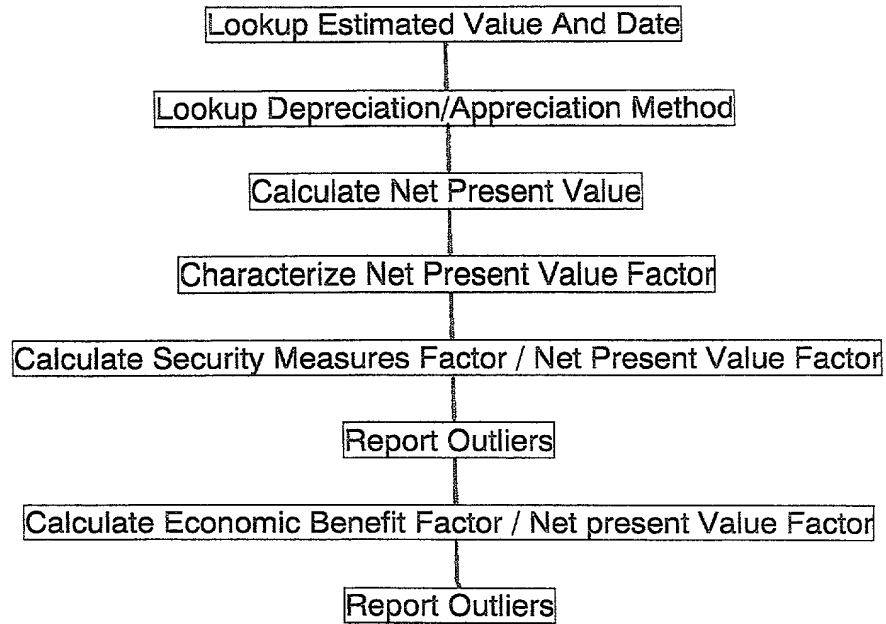 Lookup Estimated Value And Date
Lookup Depreciation/Appreciation Method
Calculate Net Present Value
Characterize Net Present Value Factor
Calculate Security Measures Factor / Net Present Value Factor
Report Outliers
Calculate Economic Benefit Factor / Net present Value Factor
Report Outliers